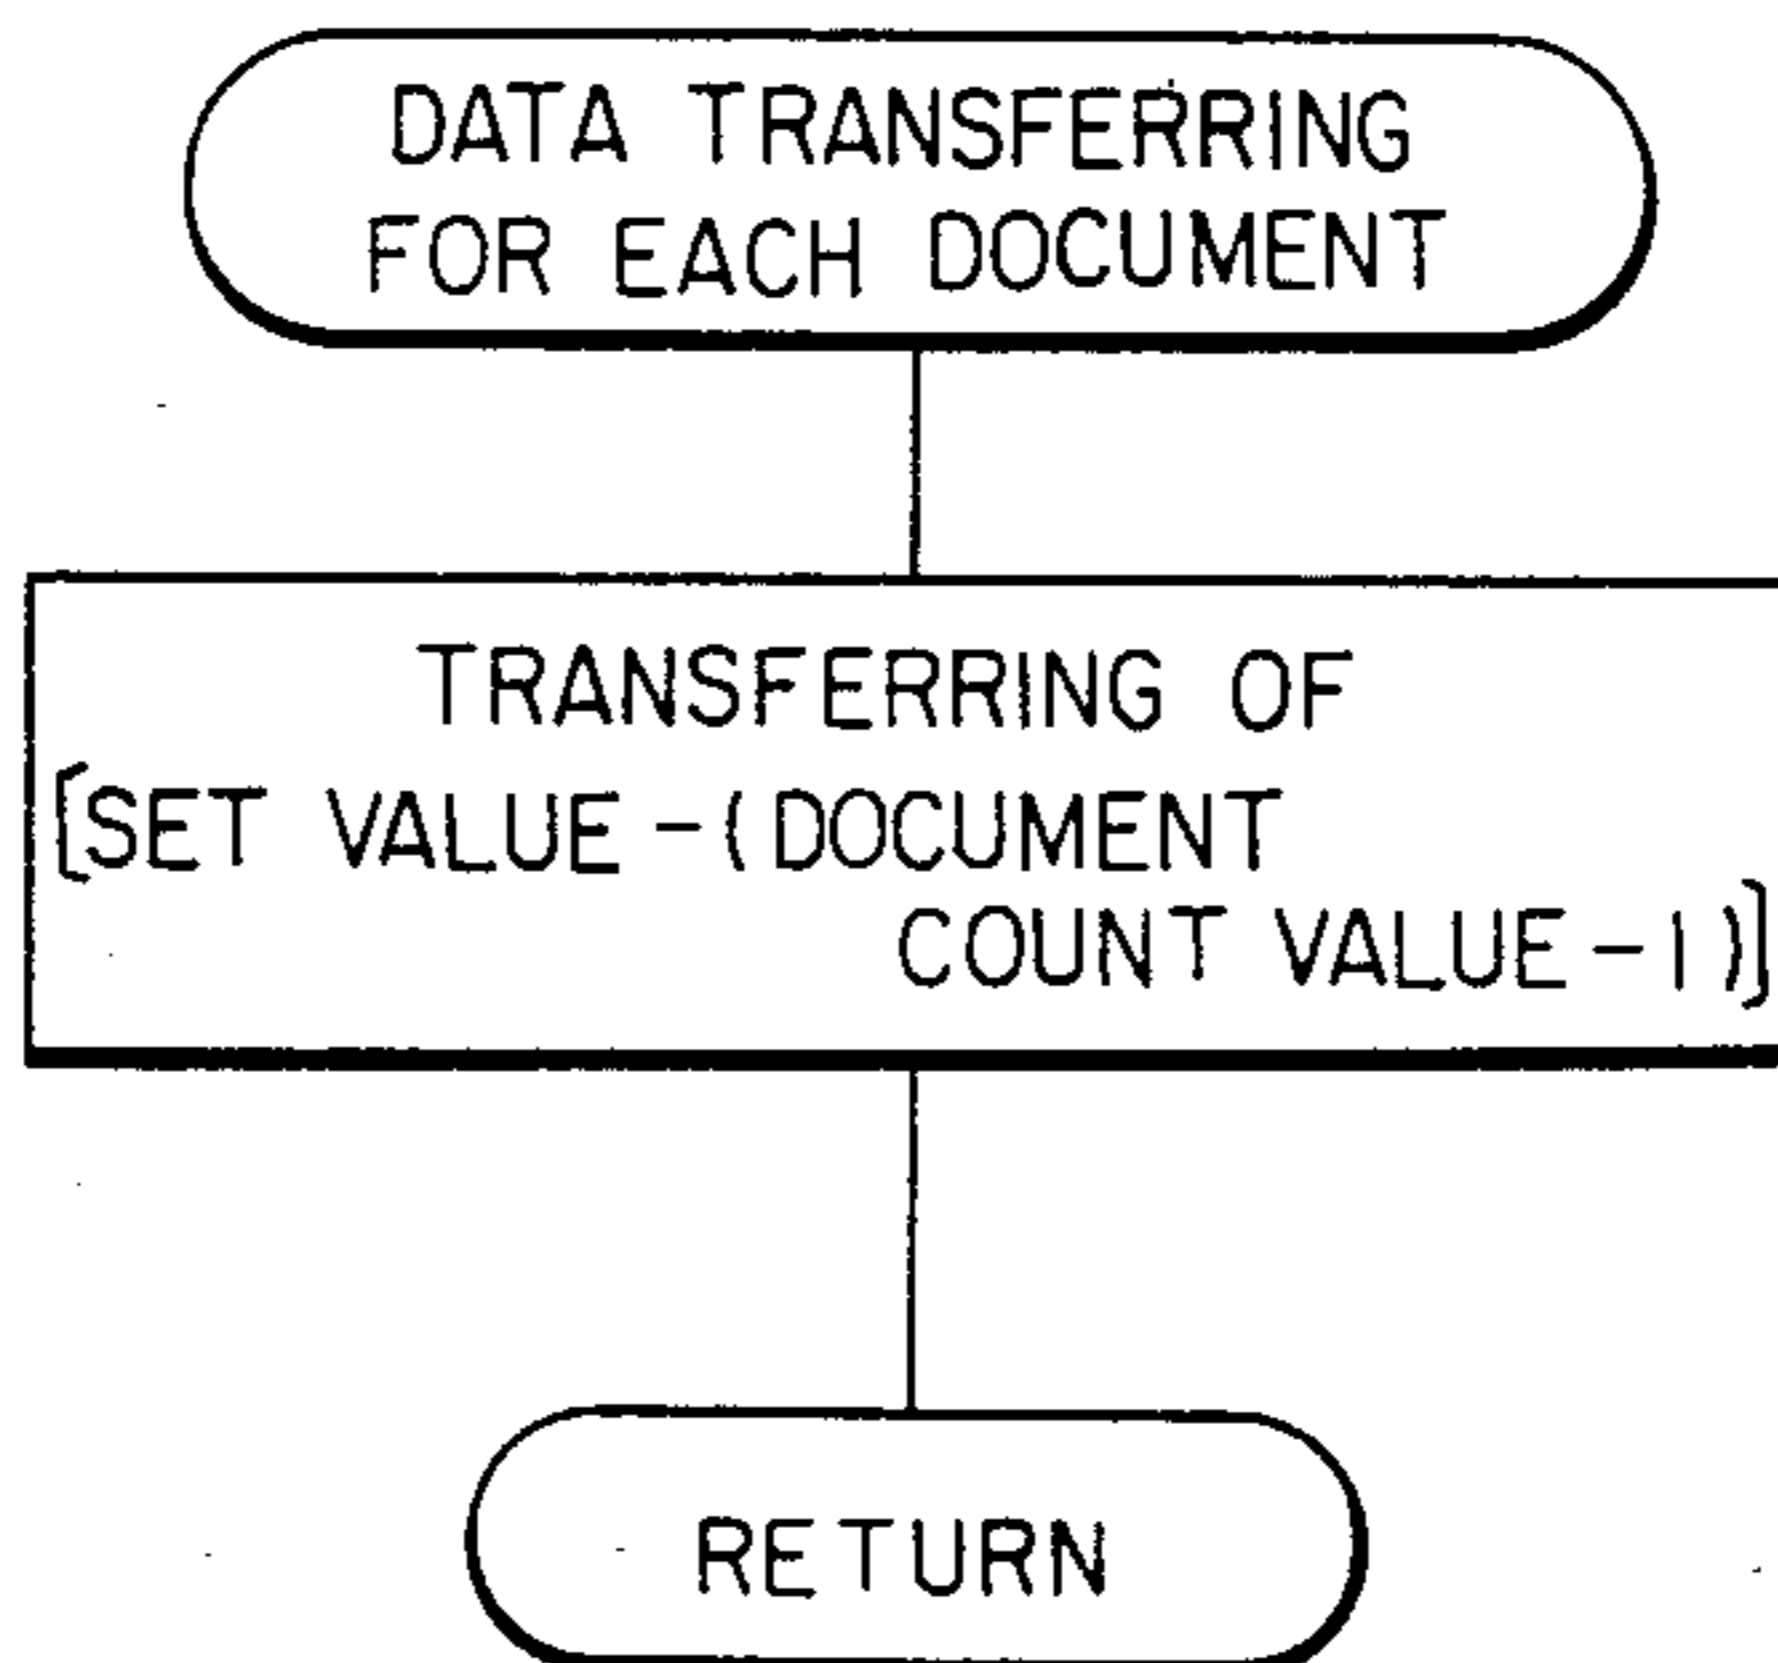 DATA TRANSFERRING
FOR EACH DOCUMENT
TRANSFERRING OF
[SET VALUE-(DOCUMENT
COUNT VALUE-1)]
RETURN